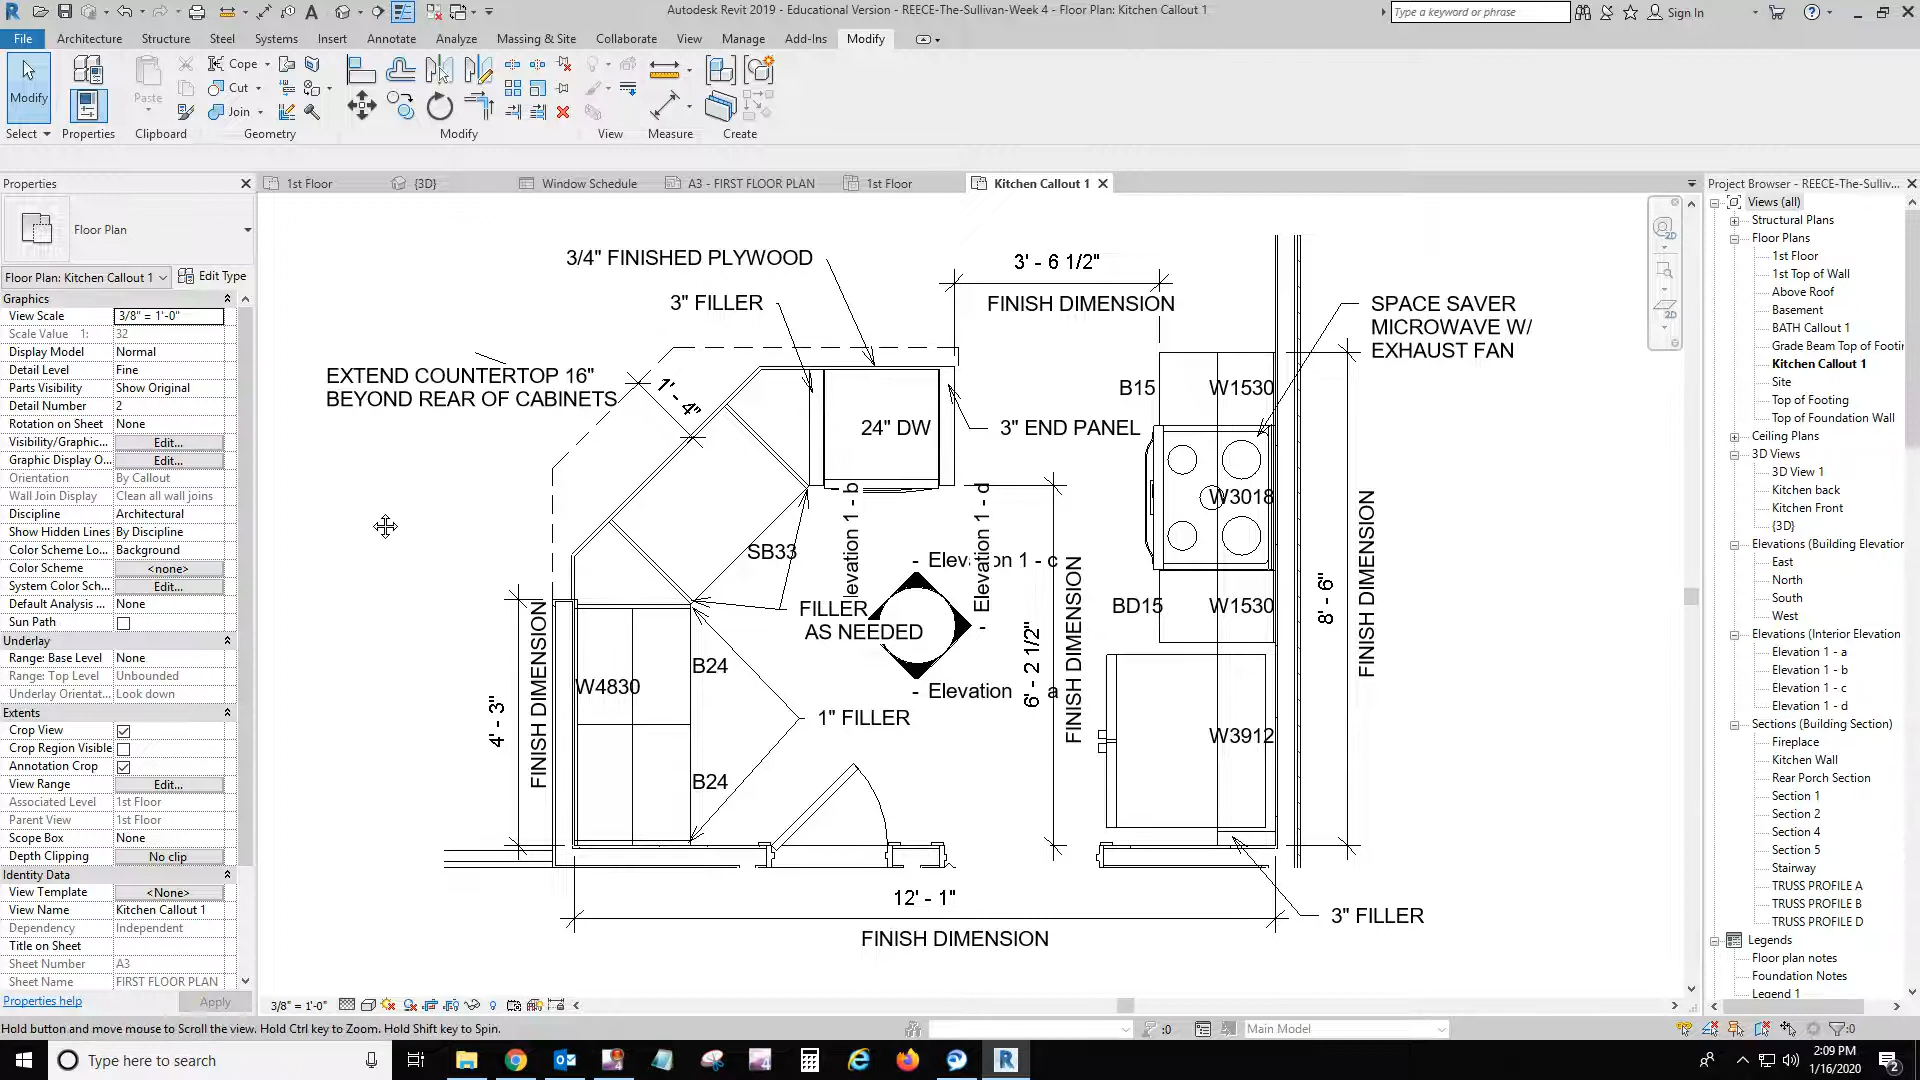 Autodesk Revit 2019 - Educational Version - REECE-The-Sullivan-Week 4 - Floor Plan: Kitchen Callout 1
Type a keyword or phrase
Sign In
File
Architecture
Structure
Steel
Systems
Insert
Annotate
Analyze
Massing & Site
Collaborate
View
Manage
Add-Ins
Modify
Modify
Paste
Cope
Cut
Join
Select
Properties
Clipboard
Geometry
Modify
View
Measure
Create
Properties
1st Floor
{3D}
Window Schedule
A3 - FIRST FLOOR PLAN
1st Floor
Kitchen Callout 1
Project Browser - REECE-The-Sulliv...
Floor Plan
Floor Plan: Kitchen Callout 1
Edit Type
Graphics
View Scale 3/8" = 1'-0"
Scale Value 1: 32
Display Model Normal
Detail Level Fine
Parts Visibility Show Original
Detail Number 2
Rotation on Sheet None
Visibility/Graphic... Edit...
Graphic Display O... Edit...
Orientation By Callout
Wall Join Display Clean all wall joins
Discipline Architectural
Show Hidden Lines By Discipline
Color Scheme Lo... Background
Color Scheme <none>
System Color Sch... Edit...
Default Analysis ... None
Sun Path
Underlay
Range: Base Level None
Range: Top Level Unbounded
Underlay Orientat... Look down
Extents
Crop View
Crop Region Visible
Annotation Crop
View Range Edit...
Associated Level 1st Floor
Parent View 1st Floor
Scope Box None
Depth Clipping No clip
Identity Data
View Template <None>
View Name Kitchen Callout 1
Dependency Independent
Title on Sheet
Sheet Number A3
Sheet Name FIRST FLOOR PLAN
Properties help
Apply
3/4" FINISHED PLYWOOD
3' - 6 1/2"
3" FILLER
FINISH DIMENSION
SPACE SAVER
MICROWAVE W/
EXHAUST FAN
EXTEND COUNTERTOP 16"
BEYOND REAR OF CABINETS
1' - 4"
B15
W1530
24" DW
3" END PANEL
W3018
SB33
Elevation 1 - b
Elevation 1 - d
- Elevation 1 - c
FILLER
AS NEEDED
BD15
W1530
8' - 6"
FINISH DIMENSION
FINISH DIMENSION
6' - 2 1/2"
FINISH DIMENSION
4' - 3"
B24
W4830
- Elevation
a
1" FILLER
W3912
B24
12' - 1"
FINISH DIMENSION
3" FILLER
2D
2D
Views (all)
Structural Plans
Floor Plans
1st Floor
1st Top of Wall
Above Roof
Basement
BATH Callout 1
Grade Beam Top of Footin
Kitchen Callout 1
Site
Top of Footing
Top of Foundation Wall
Ceiling Plans
3D Views
3D View 1
Kitchen back
Kitchen Front
{3D}
Elevations (Building Elevation
East
North
South
West
Elevations (Interior Elevation
Elevation 1 - a
Elevation 1 - b
Elevation 1 - c
Elevation 1 - d
Sections (Building Section)
Fireplace
Kitchen Wall
Rear Porch Section
Section 1
Section 2
Section 4
Section 5
Stairway
TRUSS PROFILE A
TRUSS PROFILE B
TRUSS PROFILE D
Legends
Floor plan notes
Foundation Notes
Legend 1
3/8" = 1'-0"
Hold button and move mouse to Scroll the view. Hold Ctrl key to Zoom. Hold Shift key to Spin.
:0
Main Model
:0
Type here to search
2:09 PM
1/16/2020
2